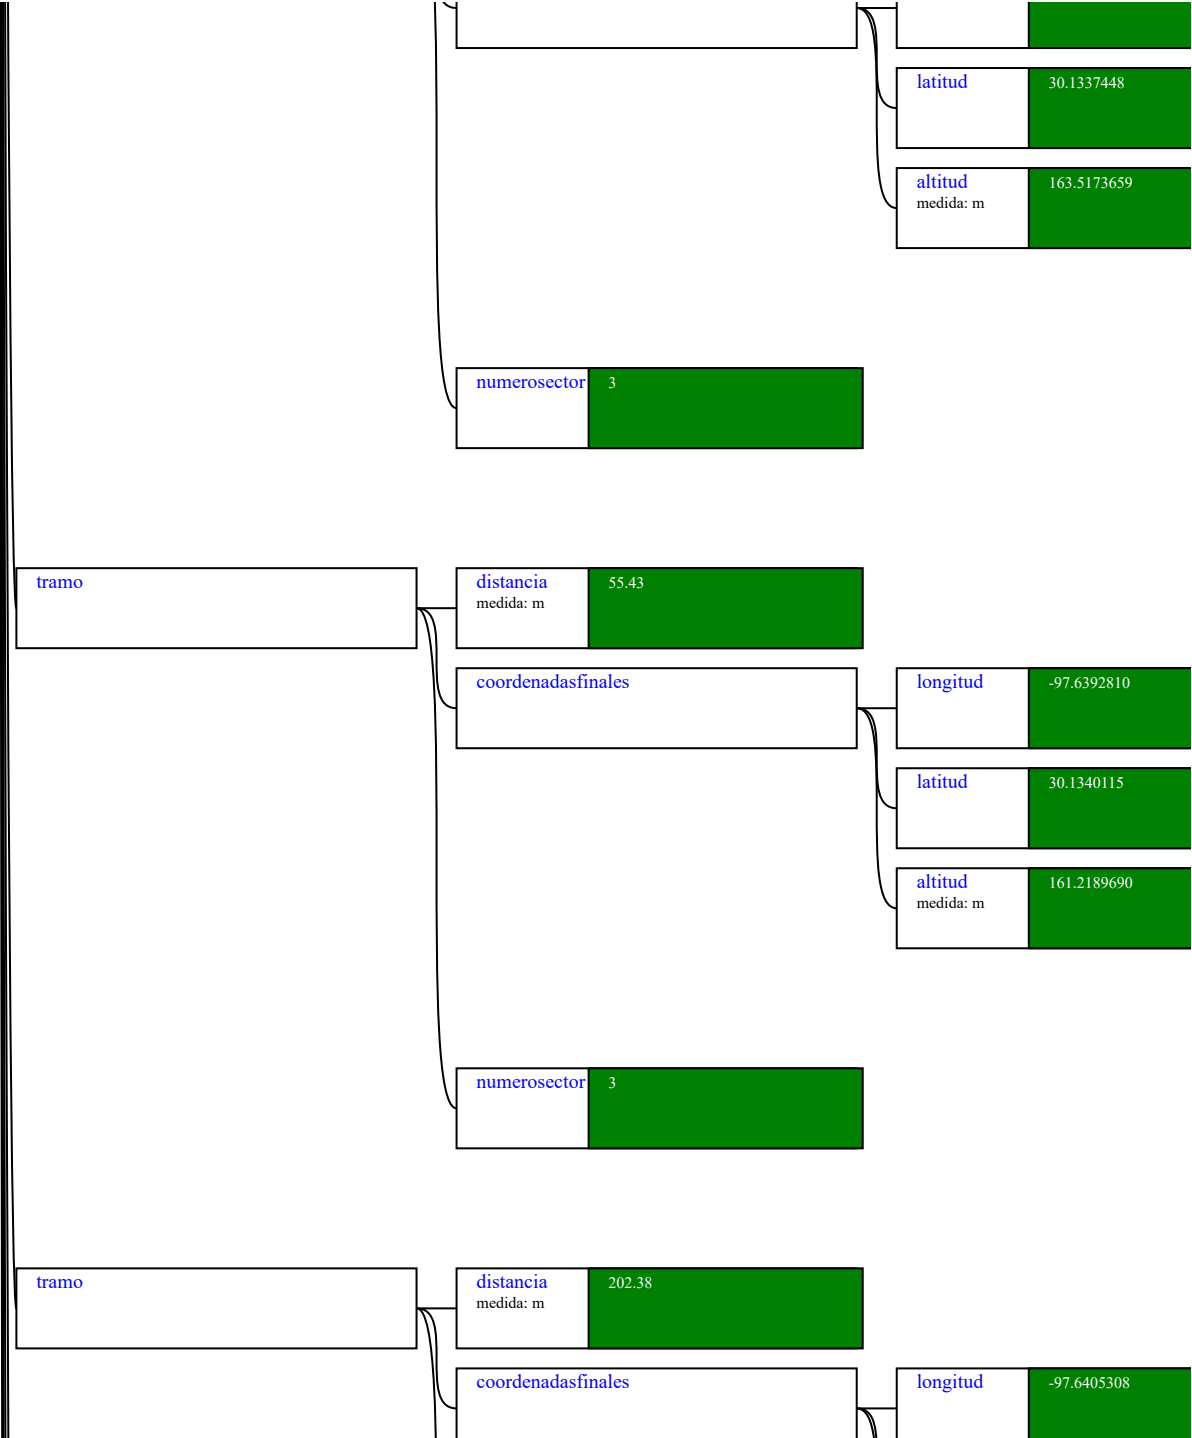 latitud 30.1337448
altitud 163.5173659
medida: m
numerosector 3
tramo distancia 55.43
medida: m
coordenadasfinales longitud -97.6392810
latitud 30.1340115
altitud 161.2189690
medida: m
numerosector 3
tramo distancia 202.38
medida: m
coordenadasfinales longitud -97.6405308